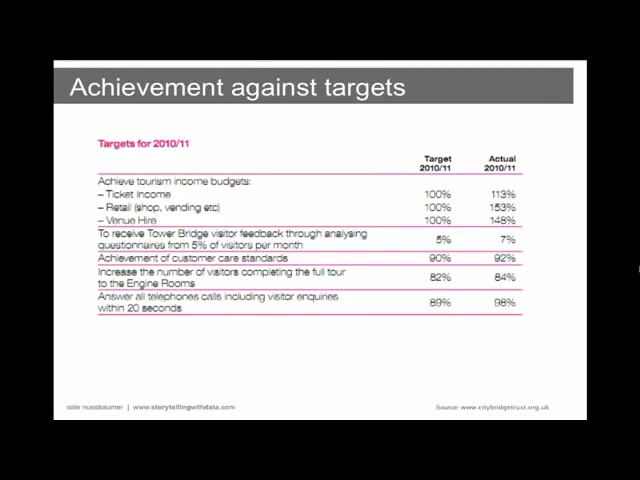 Achievement against targets
Targets for 2010/11
Target Actual
2010/11 2010/11
Achieve tourism income budgets:
– Ticket Income 100% 113%
– Retail (shop, vending etc) 100% 153%
– Venue Hire 100% 148%
To receive Tower Bridge visitor feedback through analysing
questionnaires from 5% of visitors per month 5% 7%
Achievement of customer care standards 90% 92%
Increase the number of visitors completing the full tour
to the Engine Rooms 82% 84%
Answer all telephones calls including visitor enquiries
within 20 seconds 89% 98%
cole nussbaumer | www.storytellingwithdata.com Source: www.citybridgetrust.org.uk